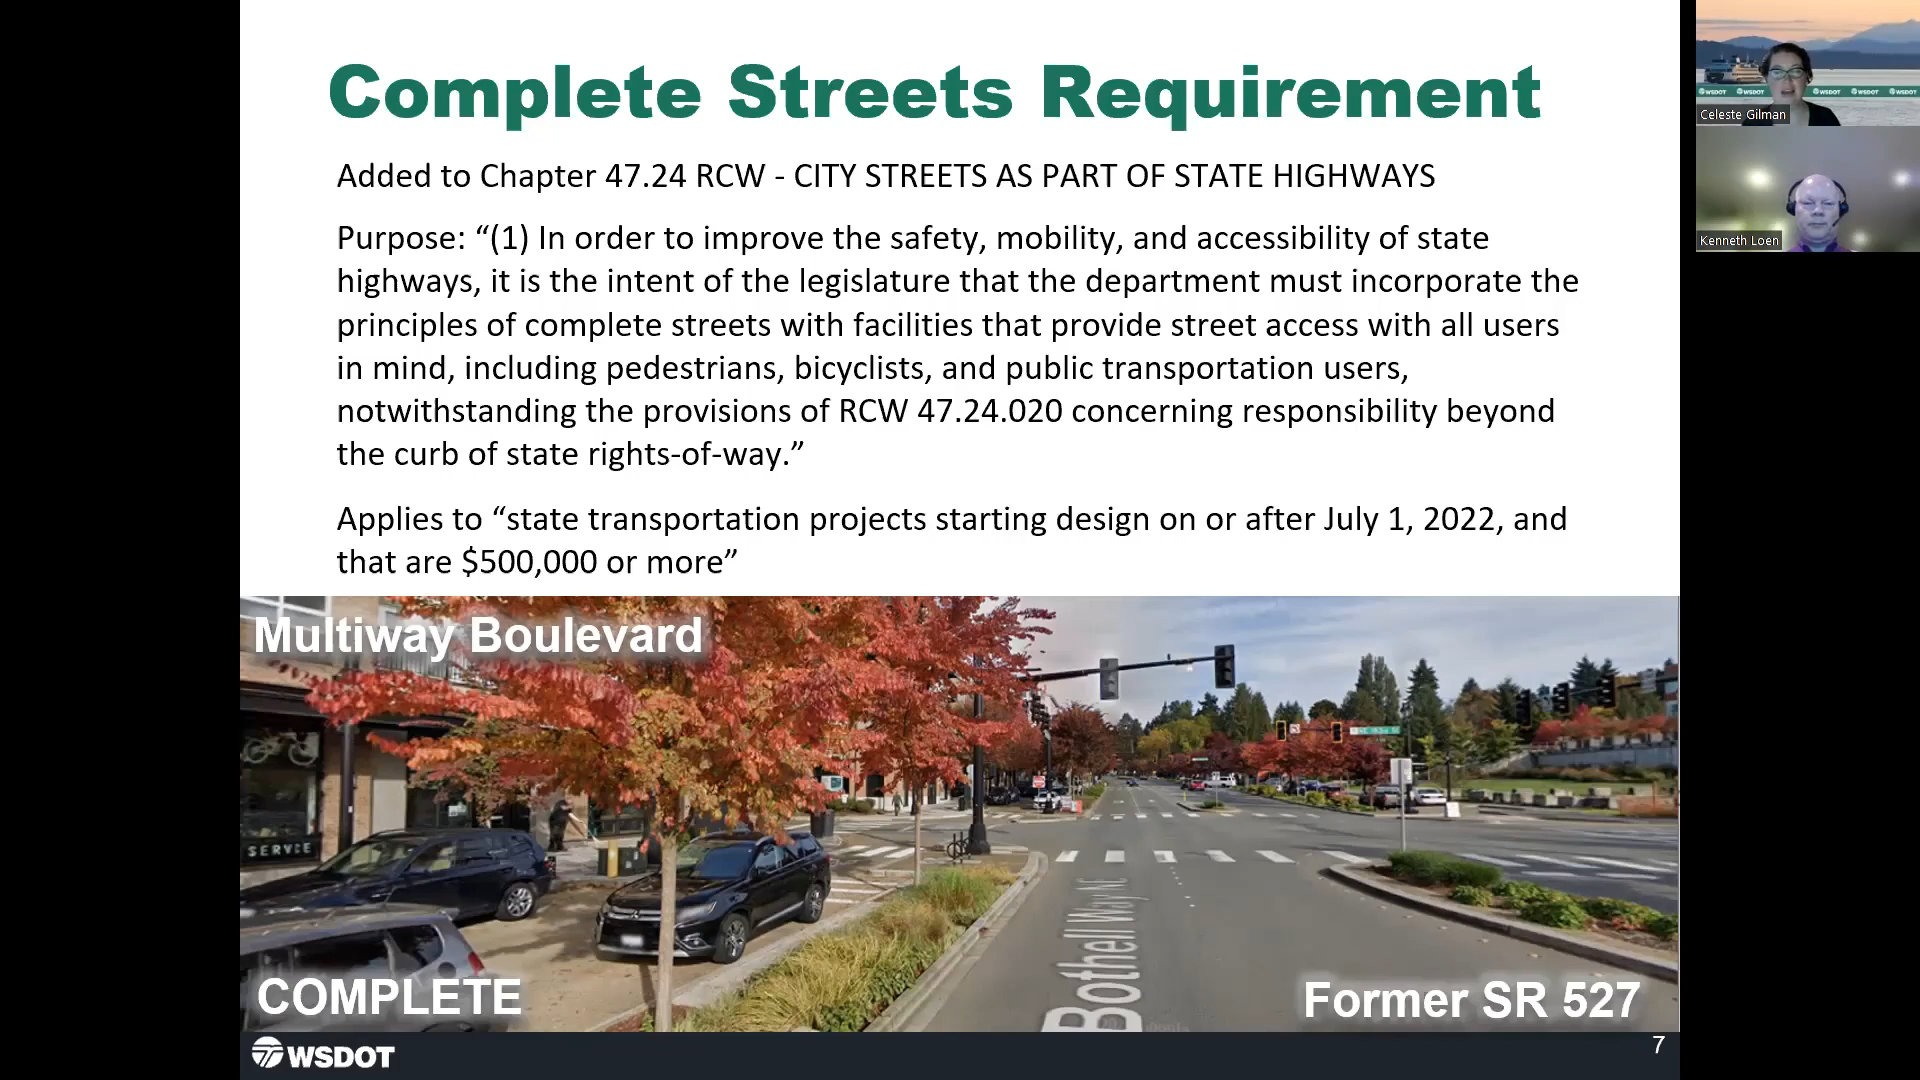 Complete Streets Requirement
Added to Chapter 47.24 RCW - CITY STREETS AS PART OF STATE HIGHWAYS
Purpose: “(1) In order to improve the safety, mobility, and accessibility of state
highways, it is the intent of the legislature that the department must incorporate the
principles of complete streets with facilities that provide street access with all users
in mind, including pedestrians, bicyclists, and public transportation users,
notwithstanding the provisions of RCW 47.24.020 concerning responsibility beyond
the curb of state rights-of-way.”
Applies to “state transportation projects starting design on or after July 1, 2022, and
that are $500,000 or more”
Multiway Boulevard
SERVICE
Bothell Way NE
COMPLETE
Former SR 527
WSDOT
7
WSDOT
WSDOT
WSDOT
WSDOT
WSDOT
Celeste Gilman
Kenneth Loen